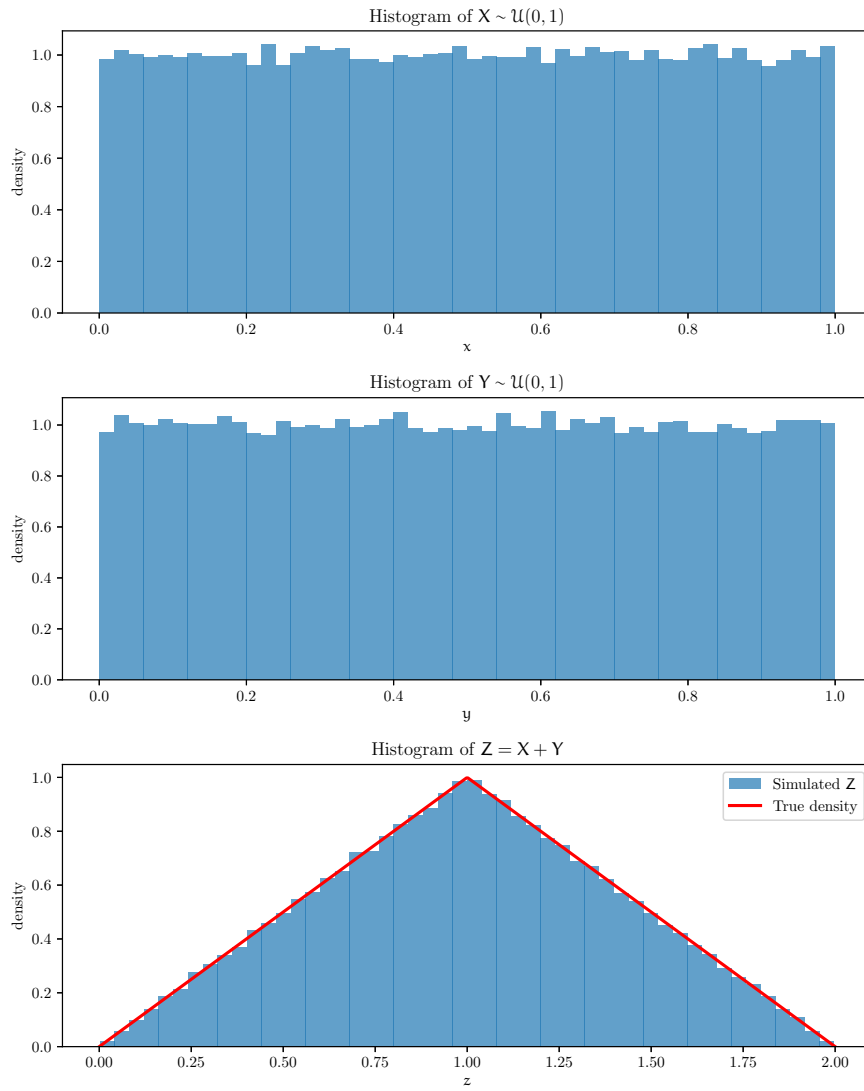 Histogram of X ∼ U(0, 1)
1.0
0.8
0.6
0.4
0.2
0.0
density
0.0 0.2 0.4 0.6 0.8 1.0
x
Histogram of Y ∼ U(0, 1)
1.0
0.8
0.6
0.4
0.2
0.0
density
0.0 0.2 0.4 0.6 0.8 1.0
y
Histogram of Z = X + Y
1.0
0.8
0.6
0.4
0.2
0.0
density
Simulated Z
True density
0.00 0.25 0.50 0.75 1.00 1.25 1.50 1.75 2.00
z